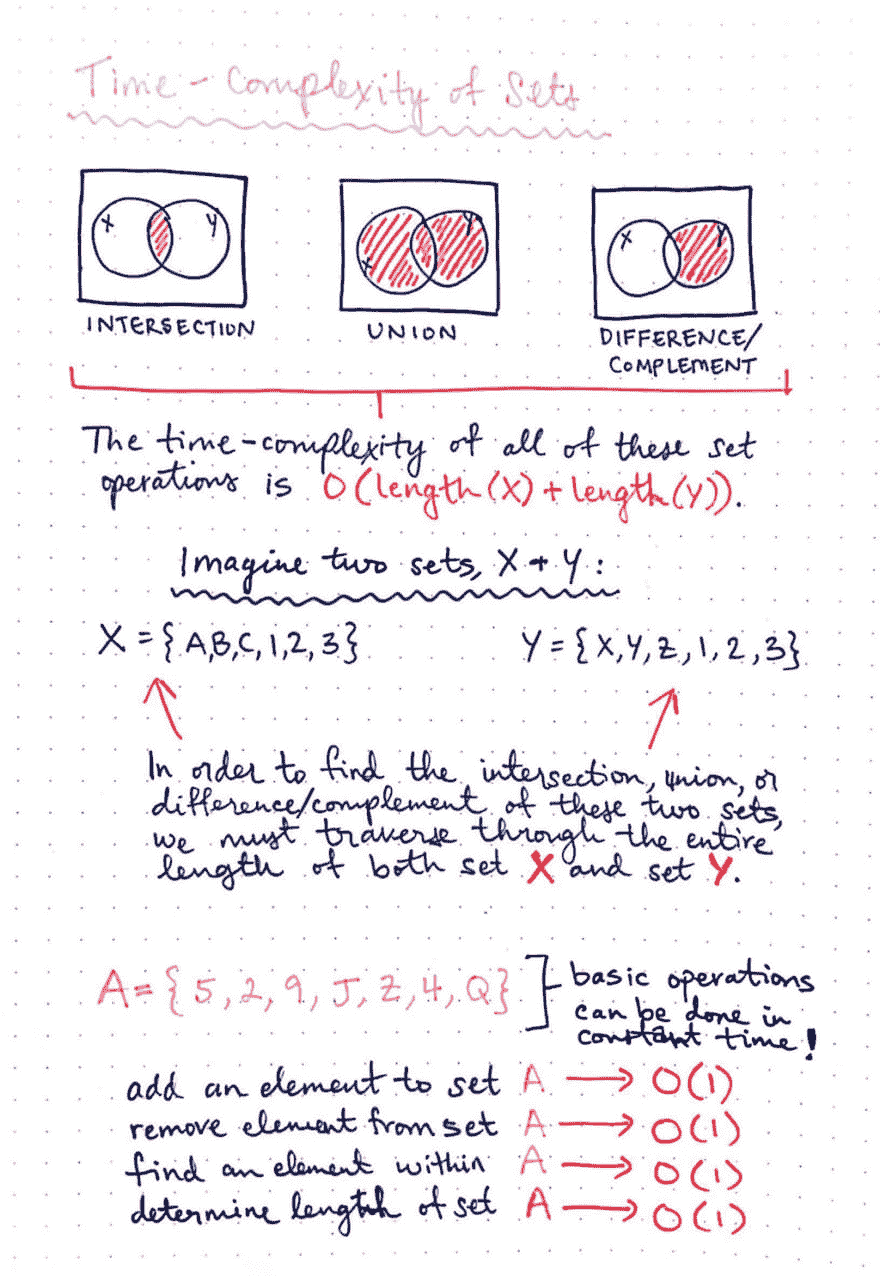 Time-Complexity of Sets
X Y
X Y
X Y
INTERSECTION
UNION
DIFFERENCE/
COMPLEMENT
The time-complexity of all of these set
operations is O(length(X)+length(Y)).
Imagine two sets, X + Y:
X = {A,B,C,1,2,3}
Y = {X,Y,Z,1,2,3}
In order to find the intersection, union, or
difference/complement of these two sets,
we must traverse through the entire
length of both set X and set Y.
A = {5,2,9,J,Z,4,Q}
basic operations
can be done in
constant time!
add an element to set A → O(1)
remove element from set A → O(1)
find an element within A → O(1)
determine length of set A → O(1)